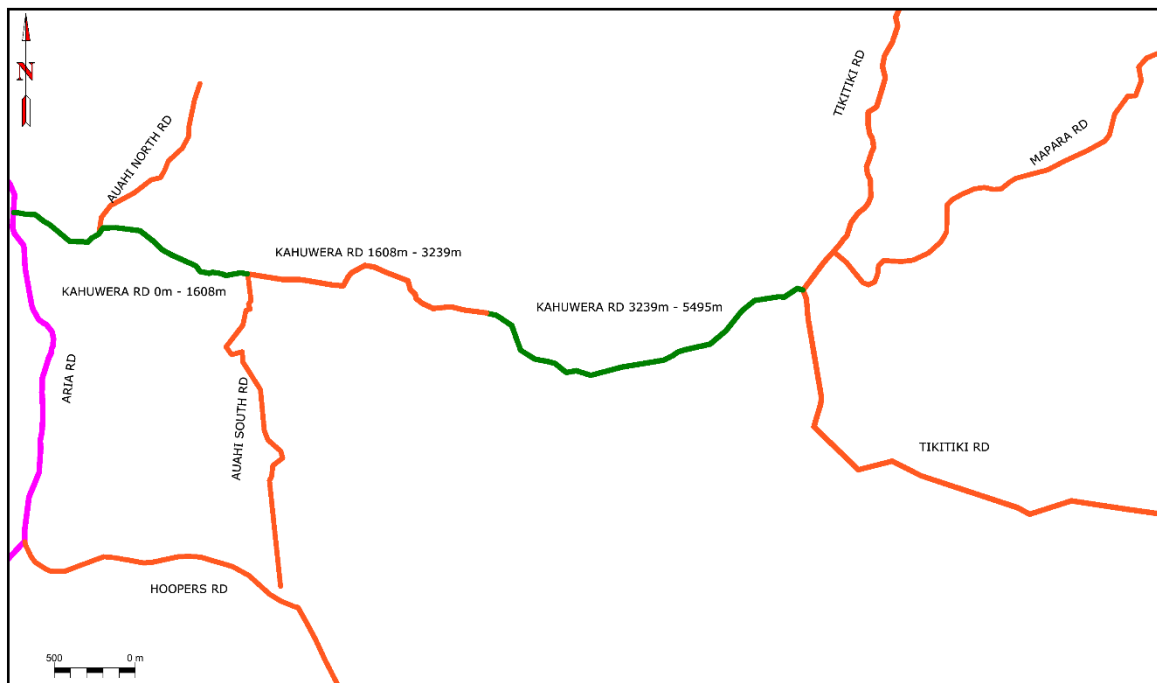 N
TIKITIKI RD
MAPARA RD
AUAHI NORTH RD
KAHUWERA RD 1608m - 3239m
KAHUWERA RD 0m - 1608m
KAHUWERA RD 3239m - 5495m
ARIA RD
AUAHI SOUTH RD
TIKITIKI RD
HOOPERS RD
500 0 m